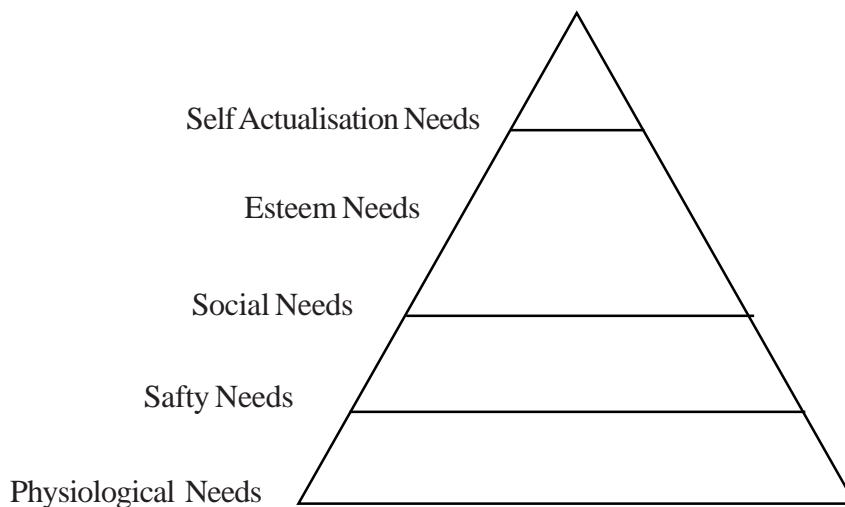 Self Actualisation Needs
Esteem Needs
Social Needs
Safty Needs
Physiological Needs